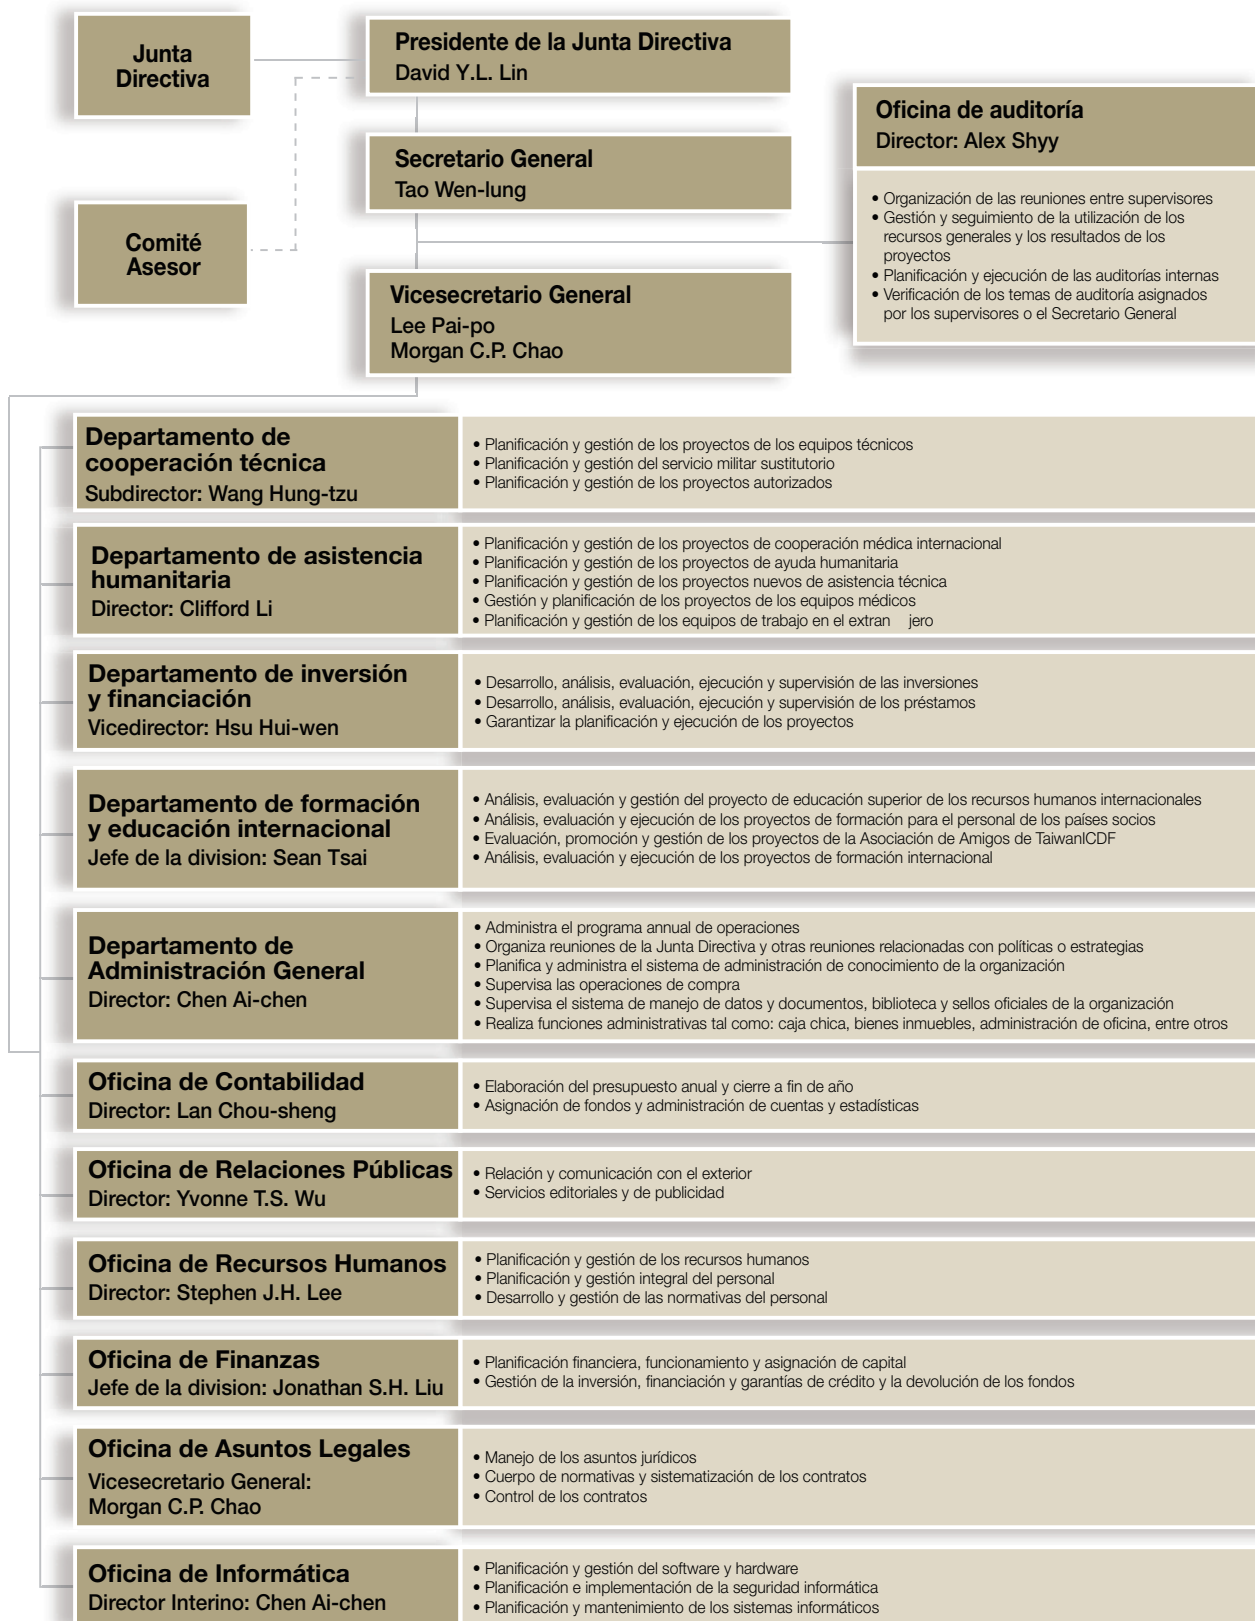 Junta
Directiva
Presidente de la Junta Directiva
David Y.L. Lin
Secretario General
Tao Wen-lung
Comité
Asesor
Vicesecretario General
Lee Pai-po
Morgan C.P. Chao
Oficina de auditoría
Director: Alex Shyy
• Organización de las reuniones entre supervisores
• Gestión y seguimiento de la utilización de los
recursos generales y los resultados de los
proyectos
• Planificación y ejecución de las auditorías internas
• Verificación de los temas de auditoría asignados
por los supervisores o el Secretario General
Departamento de
cooperación técnica
Subdirector: Wang Hung-tzu
• Planificación y gestión de los proyectos de los equipos técnicos
• Planificación y gestión del servicio militar sustitutorio
• Planificación y gestión de los proyectos autorizados
Departamento de asistencia
humanitaria
Director: Clifford Li
• Planificación y gestión de los proyectos de cooperación médica internacional
• Planificación y gestión de los proyectos de ayuda humanitaria
• Planificación y gestión de los proyectos nuevos de asistencia técnica
• Gestión y planificación de los proyectos de los equipos médicos
• Planificación y gestión de los equipos de trabajo en el extran jero
Departamento de inversión
y financiación
Vicedirector: Hsu Hui-wen
• Desarrollo, análisis, evaluación, ejecución y supervisión de las inversiones
• Desarrollo, análisis, evaluación, ejecución y supervisión de los préstamos
• Garantizar la planificación y ejecución de los proyectos
Departamento de formación
y educación internacional
Jefe de la division: Sean Tsai
• Análisis, evaluación y gestión del proyecto de educación superior de los recursos humanos internacionales
• Análisis, evaluación y ejecución de los proyectos de formación para el personal de los países socios
• Evaluación, promoción y gestión de los proyectos de la Asociación de Amigos de TaiwanICDF
• Análisis, evaluación y ejecución de los proyectos de formación internacional
Departamento de
Administración General
Director: Chen Ai-chen
• Administra el programa annual de operaciones
• Organiza reuniones de la Junta Directiva y otras reuniones relacionadas con políticas o estrategias
• Planifica y administra el sistema de administración de conocimiento de la organización
• Supervisa las operaciones de compra
• Supervisa el sistema de manejo de datos y documentos, biblioteca y sellos oficiales de la organización
• Realiza funciones administrativas tal como: caja chica, bienes inmuebles, administración de oficina, entre otros
Oficina de Contabilidad
Director: Lan Chou-sheng
• Elaboración del presupuesto anual y cierre a fin de año
• Asignación de fondos y administración de cuentas y estadísticas
Oficina de Relaciones Públicas
Director: Yvonne T.S. Wu
• Relación y comunicación con el exterior
• Servicios editoriales y de publicidad
Oficina de Recursos Humanos
Director: Stephen J.H. Lee
• Planificación y gestión de los recursos humanos
• Planificación y gestión integral del personal
• Desarrollo y gestión de las normativas del personal
Oficina de Finanzas
Jefe de la division: Jonathan S.H. Liu
• Planificación financiera, funcionamiento y asignación de capital
• Gestión de la inversión, financiación y garantías de crédito y la devolución de los fondos
Oficina de Asuntos Legales
Vicesecretario General:
Morgan C.P. Chao
• Manejo de los asuntos jurídicos
• Cuerpo de normativas y sistematización de los contratos
• Control de los contratos
Oficina de Informática
Director Interino: Chen Ai-chen
• Planificación y gestión del software y hardware
• Planificación e implementación de la seguridad informática
• Planificación y mantenimiento de los sistemas informáticos